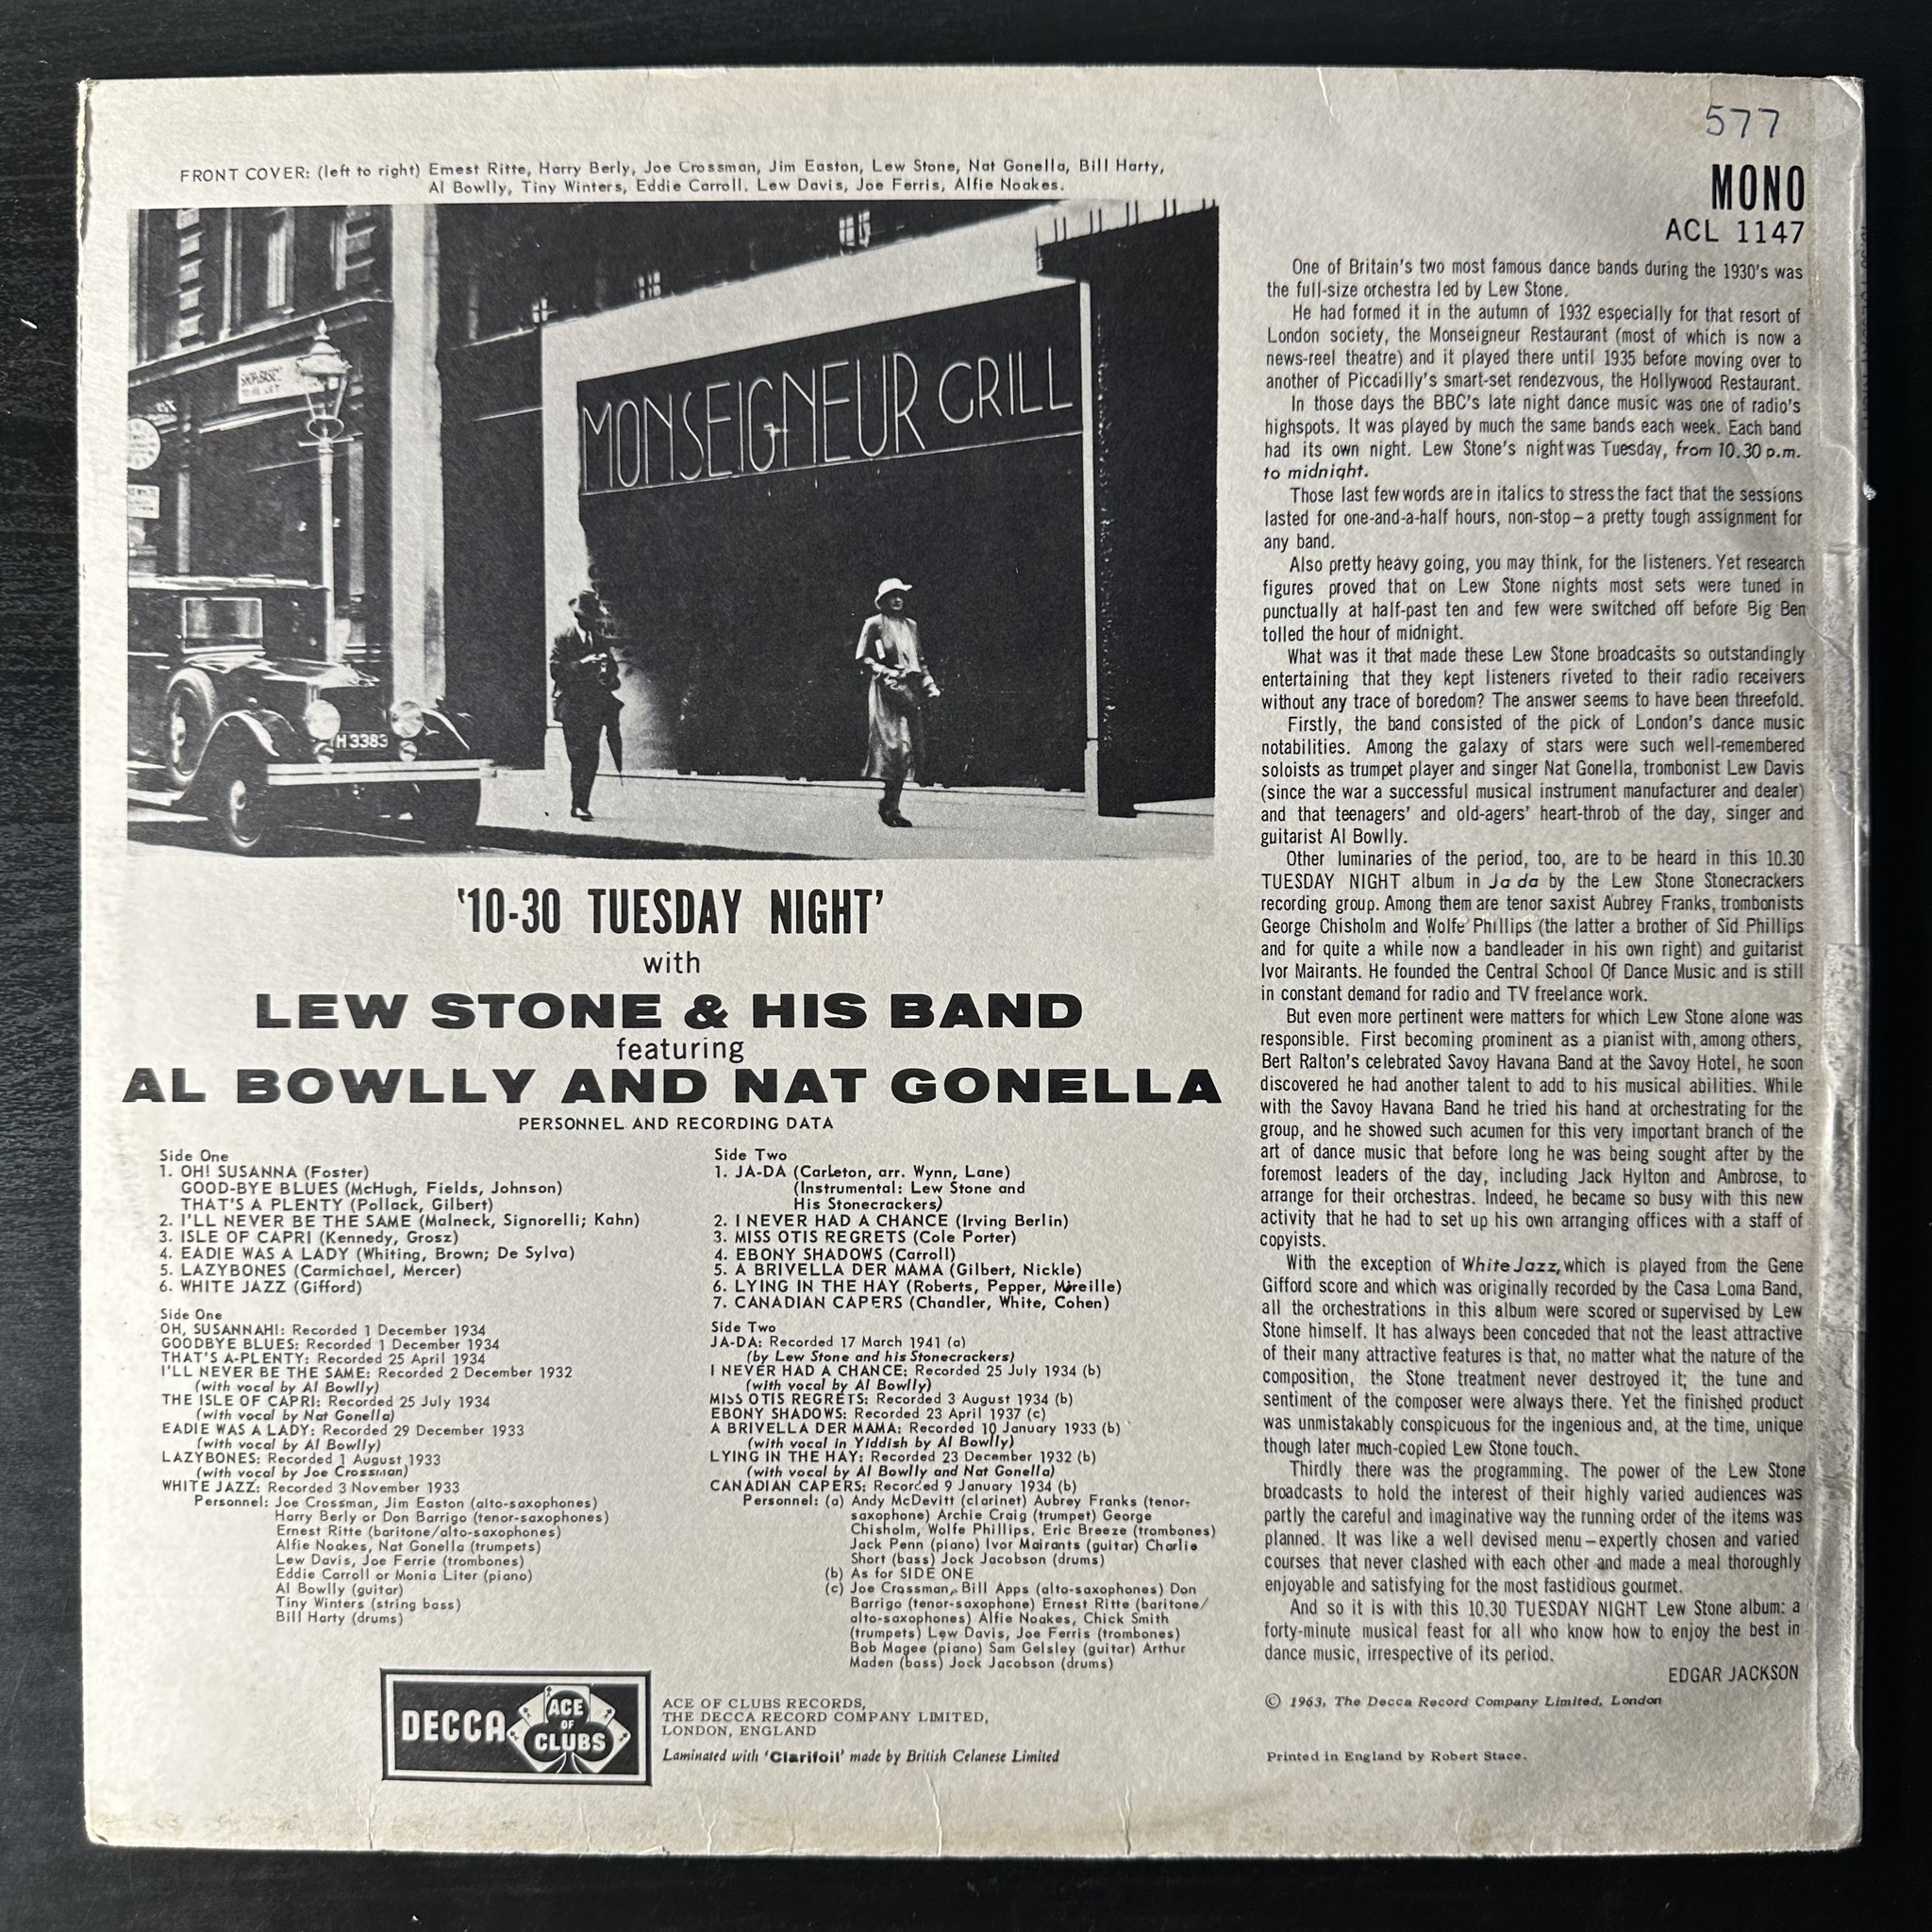 577
MONO
ACL 1147
FRONT COVER: (left to right) Ernest Ritte, Harry Berly, Joe Crossman, Jim Easton, Lew Stone, Nat Gonella, Bill Harty,
Al Bowlly, Tiny Winters, Eddie Carroll, Lew Davis, Joe Ferris, Alfie Noakes.
MONSEIGNEUR GRILL
H 3383
'10-30 TUESDAY NIGHT'
with
LEW STONE & HIS BAND
featuring
AL BOWLLY AND NAT GONELLA
PERSONNEL AND RECORDING DATA
Side One
1. OH! SUSANNA (Foster)
GOOD-BYE BLUES (McHugh, Fields, Johnson)
THAT'S A PLENTY (Pollack, Gilbert)
2. I'LL NEVER BE THE SAME (Malneck, Signorelli; Kahn)
3. ISLE OF CAPRI (Kennedy, Grosz)
4. EADIE WAS A LADY (Whiting, Brown; De Sylva)
5. LAZYBONES (Carmichael, Mercer)
6. WHITE JAZZ (Gifford)
Side One
OH, SUSANNAH!: Recorded 1 December 1934
GOODBYE BLUES: Recorded 1 December 1934
THAT'S A-PLENTY: Recorded 25 April 1934
I'LL NEVER BE THE SAME: Recorded 2 December 1932
(with vocal by Al Bowlly)
THE ISLE OF CAPRI: Recorded 25 July 1934
(with vocal by Nat Gonella)
EADIE WAS A LADY: Recorded 29 December 1933
(with vocal by Al Bowlly)
LAZYBONES: Recorded 1 August 1933
(with vocal by Joe Crossman)
WHITE JAZZ: Recorded 3 November 1933
Personnel: Joe Crossman, Jim Easton (alto-saxophones)
Harry Berly or Don Barrigo (tenor-saxophones)
Ernest Ritte (baritone/alto-saxophones)
Alfie Noakes, Nat Gonella (trumpets)
Lew Davis, Joe Ferrie (trombones)
Eddie Carroll or Monia Liter (piano)
Al Bowlly (guitar)
Tiny Winters (string bass)
Bill Harty (drums)
Side Two
1. JA-DA (Carleton, arr. Wynn, Lane)
(Instrumental: Lew Stone and
His Stonecrackers)
2. I NEVER HAD A CHANCE (Irving Berlin)
3. MISS OTIS REGRETS (Cole Porter)
4. EBONY SHADOWS (Carroll)
5. A BRIVELLA DER MAMA (Gilbert, Nickle)
6. LYING IN THE HAY (Roberts, Pepper, Mireille)
7. CANADIAN CAPERS (Chandler, White, Cohen)
Side Two
JA-DA: Recorded 17 March 1941 (a)
(by Lew Stone and his Stonecrackers)
I NEVER HAD A CHANCE: Recorded 25 July 1934 (b)
(with vocal by Al Bowlly)
MISS OTIS REGRETS: Recorded 3 August 1934 (b)
EBONY SHADOWS: Recorded 23 April 1937 (c)
A BRIVELLA DER MAMA: Recorded 10 January 1933 (b)
(with vocal in Yiddish by Al Bowlly)
LYING IN THE HAY: Recorded 23 December 1932 (b)
(with vocal by Al Bowlly and Nat Gonella)
CANADIAN CAPERS: Recorded 9 January 1934 (b)
Personnel: (a) Andy McDevitt (clarinet) Aubrey Franks (tenor-
saxophone) Archie Craig (trumpet) George
Chisholm, Wolfe Phillips, Eric Breeze (trombones)
Jack Penn (piano) Ivor Mairants (guitar) Charlie
Short (bass) Jock Jacobson (drums)
(b) As for SIDE ONE
(c) Joe Crossman, Bill Apps (alto-saxophones) Don
Barrigo (tenor-saxophone) Ernest Ritte (baritone/
alto-saxophones) Alfie Noakes, Chick Smith
(trumpets) Lew Davis, Joe Ferris (trombones)
Bob Magee (piano) Sam Gelsley (guitar) Arthur
Maden (bass) Jock Jacobson (drums)
DECCA
ACE
OF
CLUBS
ACE OF CLUBS RECORDS,
THE DECCA RECORD COMPANY LIMITED,
LONDON, ENGLAND
Laminated with 'Clarifoil' made by British Celanese Limited
One of Britain's two most famous dance bands during the 1930's was
the full-size orchestra led by Lew Stone.
He had formed it in the autumn of 1932 especially for that resort of
London society, the Monseigneur Restaurant (most of which is now a
news-reel theatre) and it played there until 1935 before moving over to
another of Piccadilly's smart-set rendezvous, the Hollywood Restaurant.
In those days the BBC's late night dance music was one of radio's
highspots. It was played by much the same bands each week. Each band
had its own night. Lew Stone's night was Tuesday, from 10.30 p.m.
to midnight.
Those last few words are in italics to stress the fact that the sessions
lasted for one-and-a-half hours, non-stop – a pretty tough assignment for
any band.
Also pretty heavy going, you may think, for the listeners. Yet research
figures proved that on Lew Stone nights most sets were tuned in
punctually at half-past ten and few were switched off before Big Ben
tolled the hour of midnight.
What was it that made these Lew Stone broadcasts so outstandingly
entertaining that they kept listeners riveted to their radio receivers
without any trace of boredom? The answer seems to have been threefold.
Firstly, the band consisted of the pick of London's dance music
notabilities. Among the galaxy of stars were such well-remembered
soloists as trumpet player and singer Nat Gonella, trombonist Lew Davis
(since the war a successful musical instrument manufacturer and dealer)
and that teenagers' and old-agers' heart-throb of the day, singer and
guitarist Al Bowlly.
Other luminaries of the period, too, are to be heard in this 10.30
TUESDAY NIGHT album in Ja da by the Lew Stone Stonecrackers
recording group. Among them are tenor saxist Aubrey Franks, trombonists
George Chisholm and Wolfe Phillips (the latter a brother of Sid Phillips
and for quite a while now a bandleader in his own right) and guitarist
Ivor Mairants. He founded the Central School Of Dance Music and is still
in constant demand for radio and TV freelance work.
But even more pertinent were matters for which Lew Stone alone was
responsible. First becoming prominent as a pianist with, among others,
Bert Ralton's celebrated Savoy Havana Band at the Savoy Hotel, he soon
discovered he had another talent to add to his musical abilities. While
with the Savoy Havana Band he tried his hand at orchestrating for the
group, and he showed such acumen for this very important branch of the
art of dance music that before long he was being sought after by the
foremost leaders of the day, including Jack Hylton and Ambrose, to
arrange for their orchestras. Indeed, he became so busy with this new
activity that he had to set up his own arranging offices with a staff of
copyists.
With the exception of White Jazz, which is played from the Gene
Gifford score and which was originally recorded by the Casa Loma Band,
all the orchestrations in this album were scored or supervised by Lew
Stone himself. It has always been conceded that not the least attractive
of their many attractive features is that, no matter what the nature of the
composition, the Stone treatment never destroyed it; the tune and
sentiment of the composer were always there. Yet the finished product
was unmistakably conspicuous for the ingenious and, at the time, unique
though later much-copied Lew Stone touch.
Thirdly there was the programming. The power of the Lew Stone
broadcasts to hold the interest of their highly varied audiences was
partly the careful and imaginative way the running order of the items was
planned. It was like a well devised menu – expertly chosen and varied
courses that never clashed with each other and made a meal thoroughly
enjoyable and satisfying for the most fastidious gourmet.
And so it is with this 10.30 TUESDAY NIGHT Lew Stone album: a
forty-minute musical feast for all who know how to enjoy the best in
dance music, irrespective of its period.
EDGAR JACKSON
© 1963, The Decca Record Company Limited, London
Printed in England by Robert Stace.